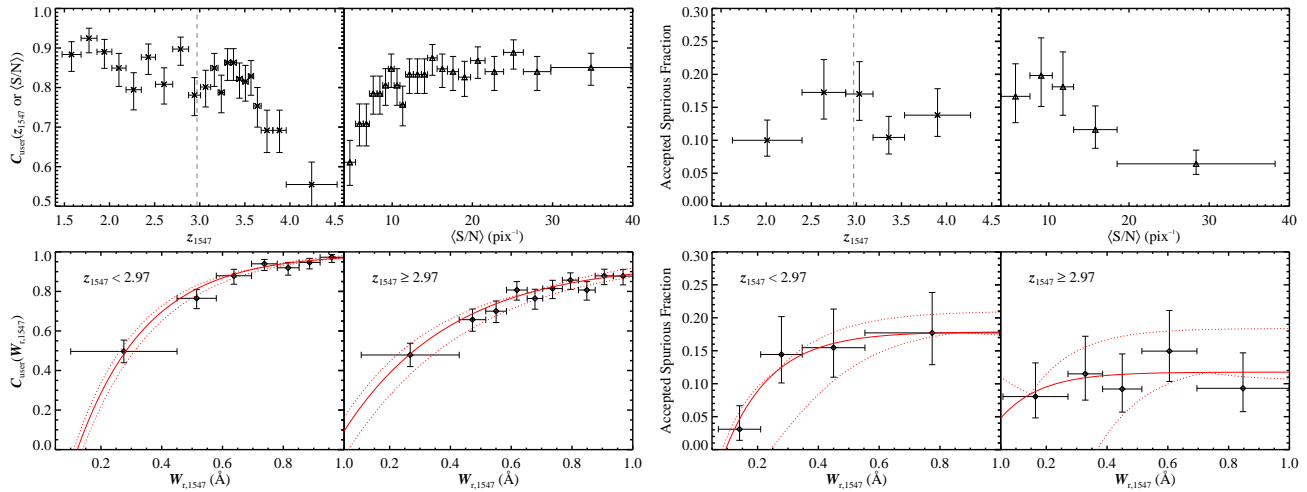 C_user(z_1547 or ⟨S/N⟩)
1.0
0.9
0.8
0.7
0.6
0.5
1.5 2.0 2.5 3.0 3.5 4.0 4.5
z_1547
10 20 30 40
⟨S/N⟩ (pix⁻¹)
Accepted Spurious Fraction
0.30
0.25
0.20
0.15
0.10
0.05
0.00
1.5 2.0 2.5 3.0 3.5 4.0 4.5
z_1547
10 20 30 40
⟨S/N⟩ (pix⁻¹)
C_user(W_r,1547)
1.0
0.8
0.6
0.4
0.2
0.0
z_1547 < 2.97
0.2 0.4 0.6 0.8 1.0
W_r,1547 (Å)
z_1547 ≥ 2.97
0.2 0.4 0.6 0.8 1.0
W_r,1547 (Å)
Accepted Spurious Fraction
0.30
0.25
0.20
0.15
0.10
0.05
0.00
z_1547 < 2.97
0.2 0.4 0.6 0.8 1.0
W_r,1547 (Å)
z_1547 ≥ 2.97
0.2 0.4 0.6 0.8 1.0
W_r,1547 (Å)